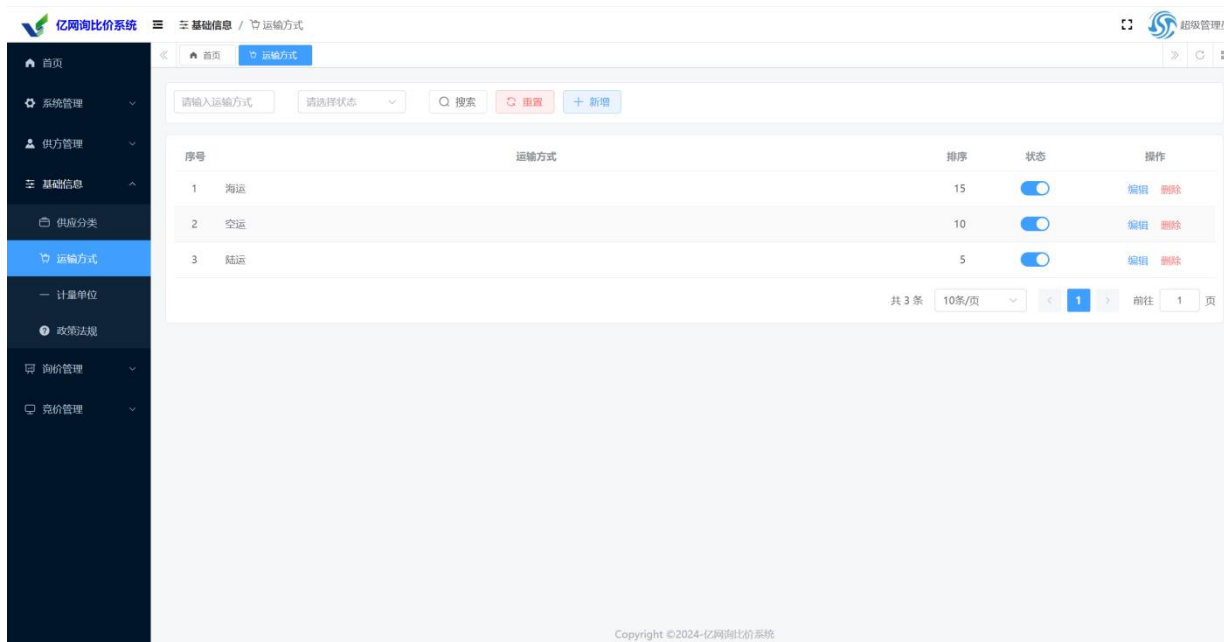 亿网询比价系统 基础信息 / 运输方式 超级管理
首页 首页 运输方式
请输入运输方式 请选择状态 搜索 重置 新增
系统管理
供方管理
基础信息
供应分类
运输方式
计量单位
政策法规
询价管理
竞价管理
序号 运输方式 排序 状态 操作
1 海运 15 编辑 删除
2 空运 10 编辑 删除
3 陆运 5 编辑 删除
共 3 条 10条/页 1 前往 1 页
Copyright ©2024-亿网询比价系统